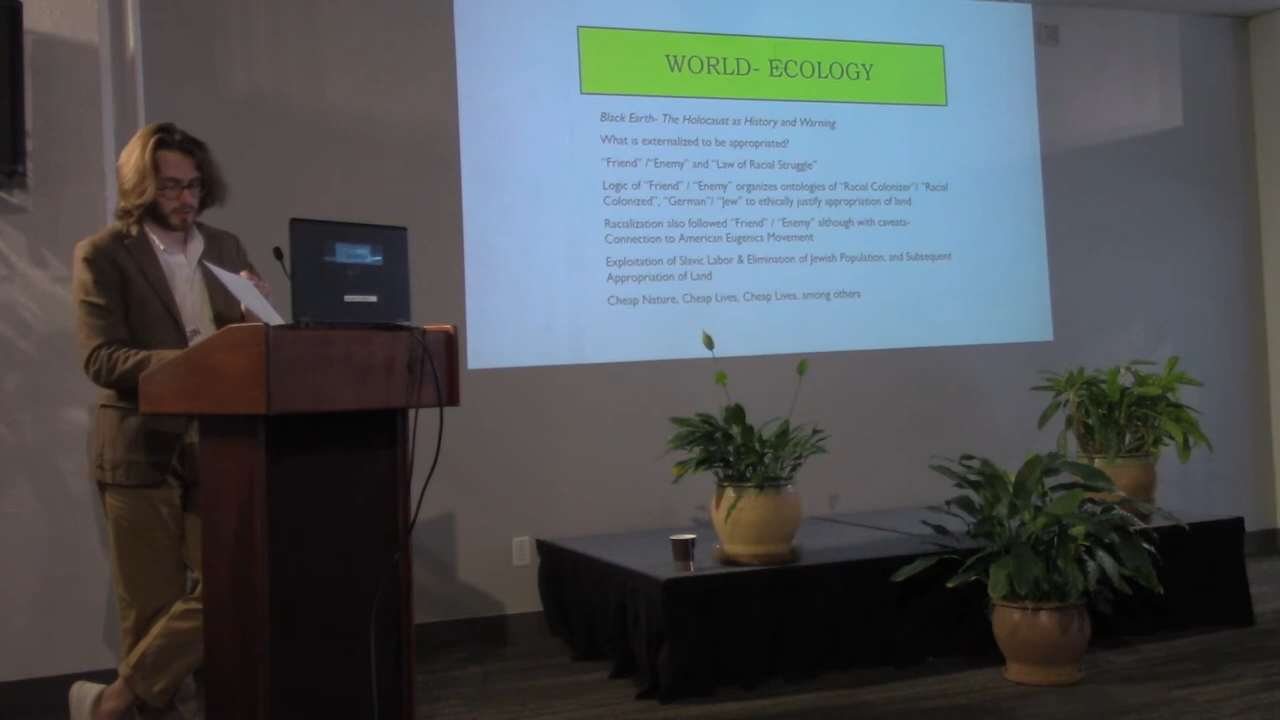 WORLD- ECOLOGY
Black Earth- The Holocaust as History and Warning
What is externalized to be appropriated?
"Friend" /"Enemy" and "Law of Racial Struggle"
Logic of "Friend" / "Enemy" organizes ontologies of "Racial Colonizer"/ "Racial
Colonized", "German"/ "Jew" to ethically justify appropriation of land
Racialization also followed "Friend" / "Enemy" although with caveats-
Connection to American Eugenics Movement
Exploitation of Slavic Labor & Elimination of Jewish Population, and Subsequent
Appropriation of Land
Cheap Nature, Cheap Lives, Cheap Lives, among others